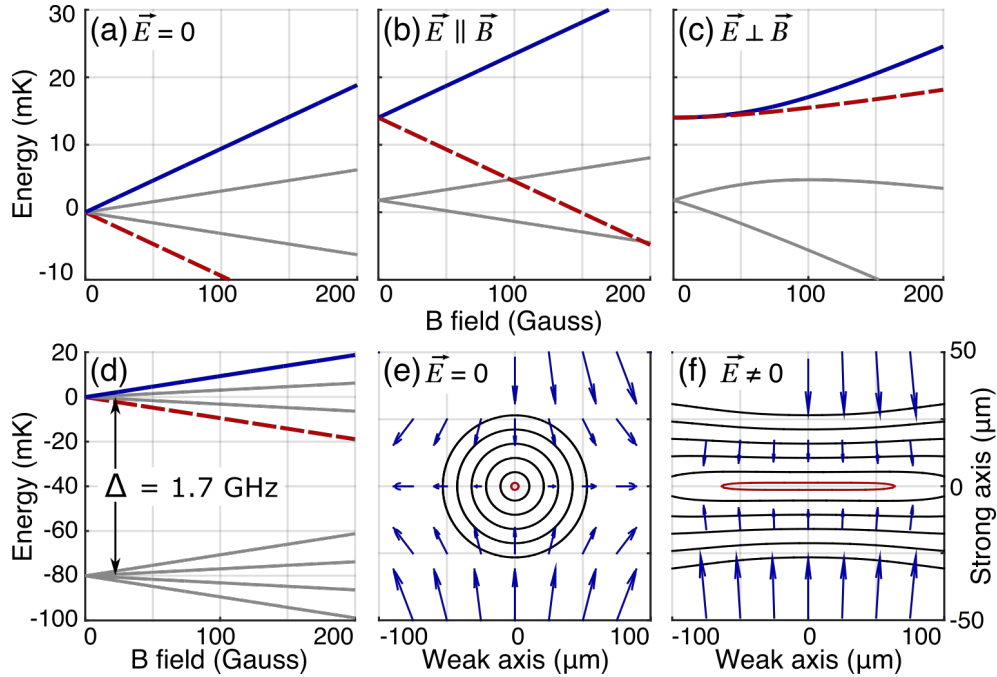 (a) E⃗ = 0
(b) E⃗ ∥ B⃗
(c) E⃗ ⊥ B⃗
Energy (mK)
30
20
10
0
-10
0 100 200
0 100 200
0 100 200
B field (Gauss)
(d)
Energy (mK)
20
0
-20
-40
-60
-80
-100
Δ = 1.7 GHz
0 100 200
B field (Gauss)
(e) E⃗ = 0
-100 0 100
Weak axis (μm)
(f) E⃗ ≠ 0
-100 0 100
Weak axis (μm)
50
0
-50
Strong axis (μm)